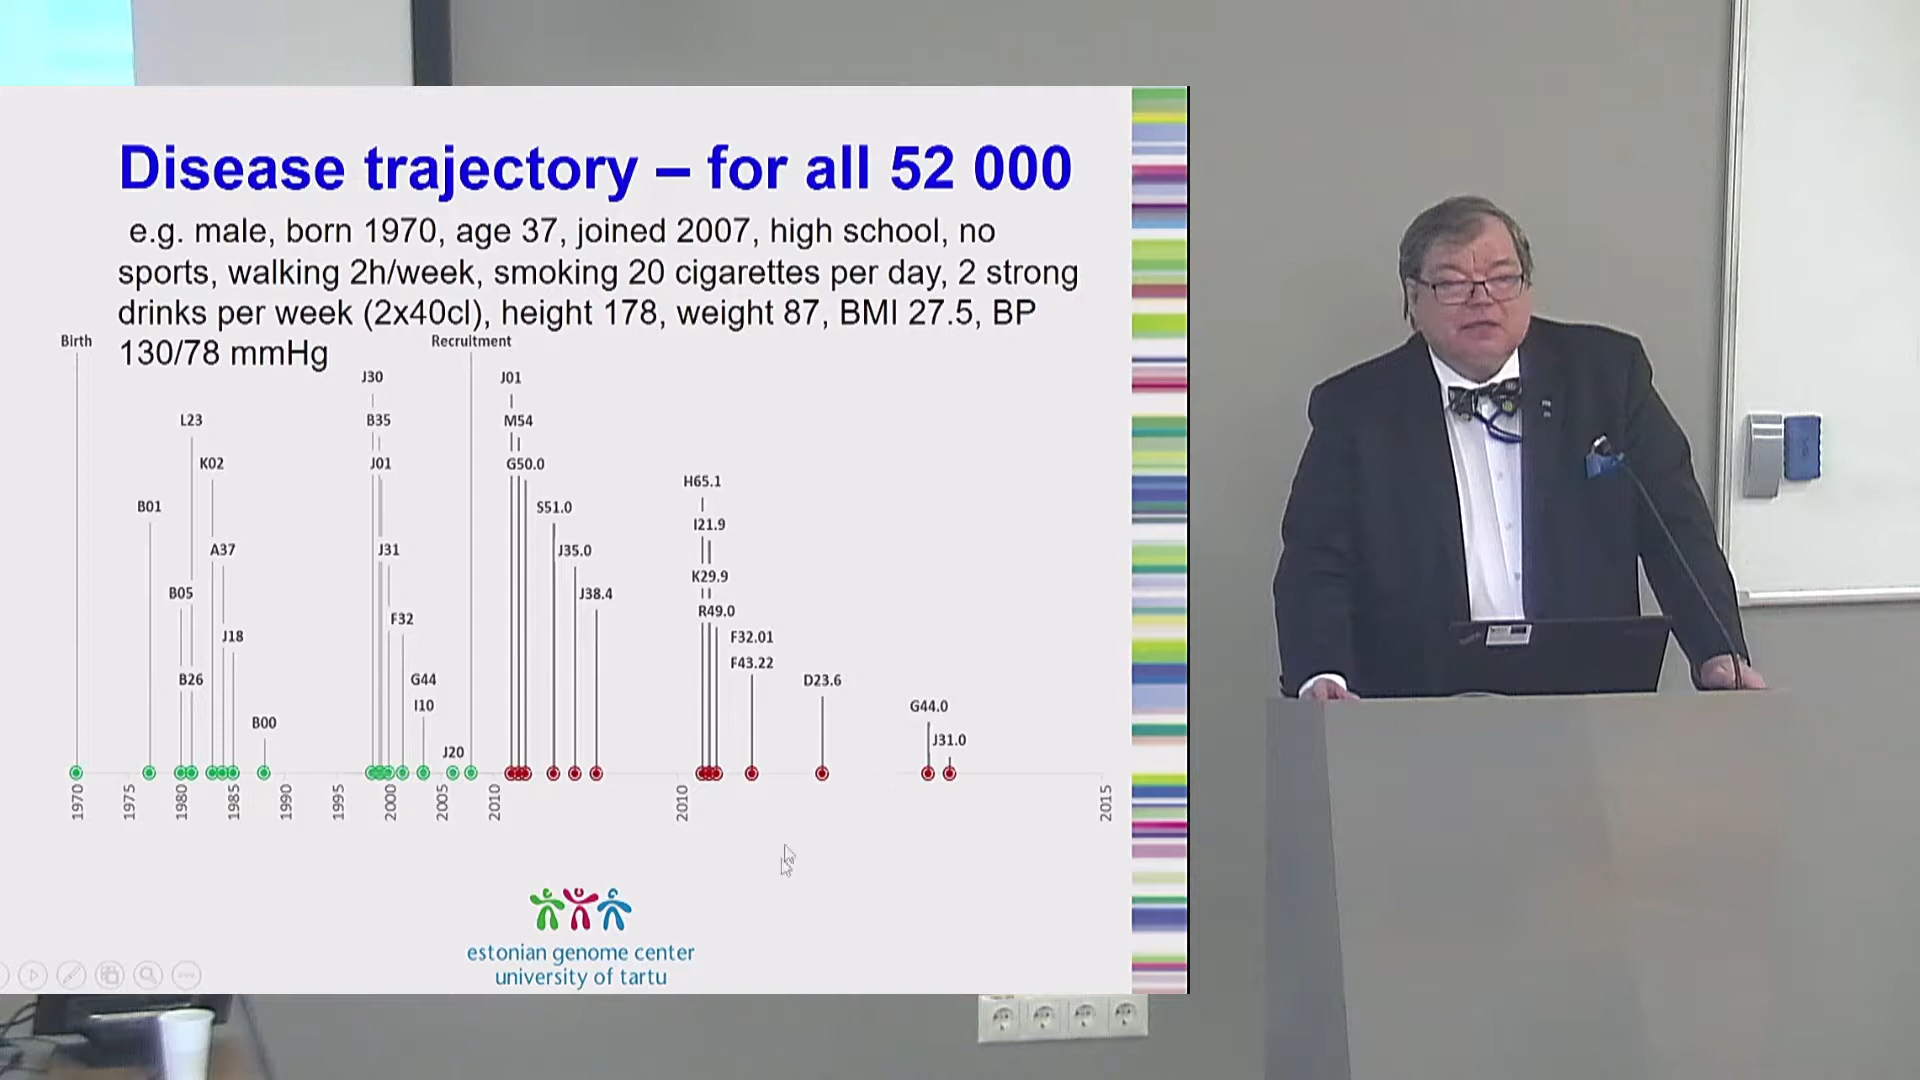 Disease trajectory – for all 52 000
e.g. male, born 1970, age 37, joined 2007, high school, no
sports, walking 2h/week, smoking 20 cigarettes per day, 2 strong
drinks per week (2x40cl), height 178, weight 87, BMI 27.5, BP
130/78 mmHg
Birth
Recruitment
J30
J01
L23
B35
M54
K02
J01
G50.0
H65.1
B01
S51.0
I21.9
A37
J31
J35.0
K29.9
B05
J38.4
R49.0
F32
J18
F32.01
F43.22
B26
G44
D23.6
I10
G44.0
B00
J31.0
J20
1970
1975
1980
1985
1990
1995
2000
2005
2010
2010
2015
estonian genome center
university of tartu